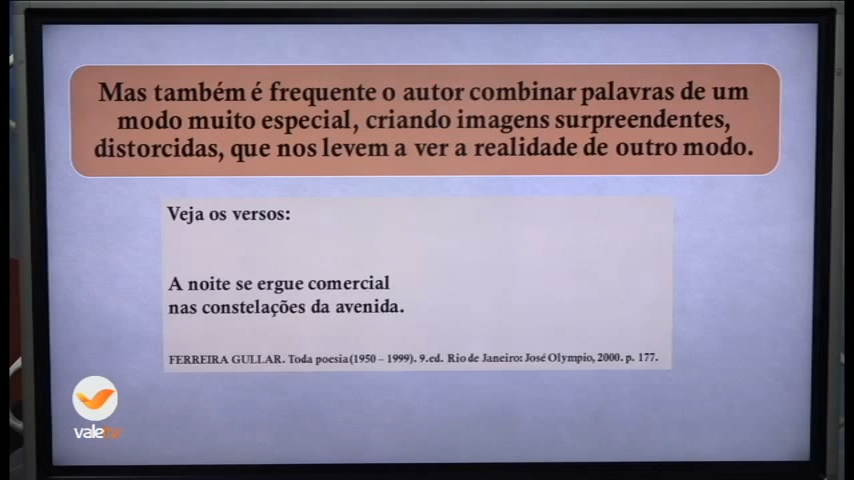 Mas também é frequente o autor combinar palavras de um
modo muito especial, criando imagens surpreendentes,
distorcidas, que nos levem a ver a realidade de outro modo.
Veja os versos:
A noite se ergue comercial
nas constelações da avenida.
FERREIRA GULLAR. Toda poesia (1950 – 1999). 9.ed. Rio de Janeiro: José Olympio, 2000. p. 177.
valetv